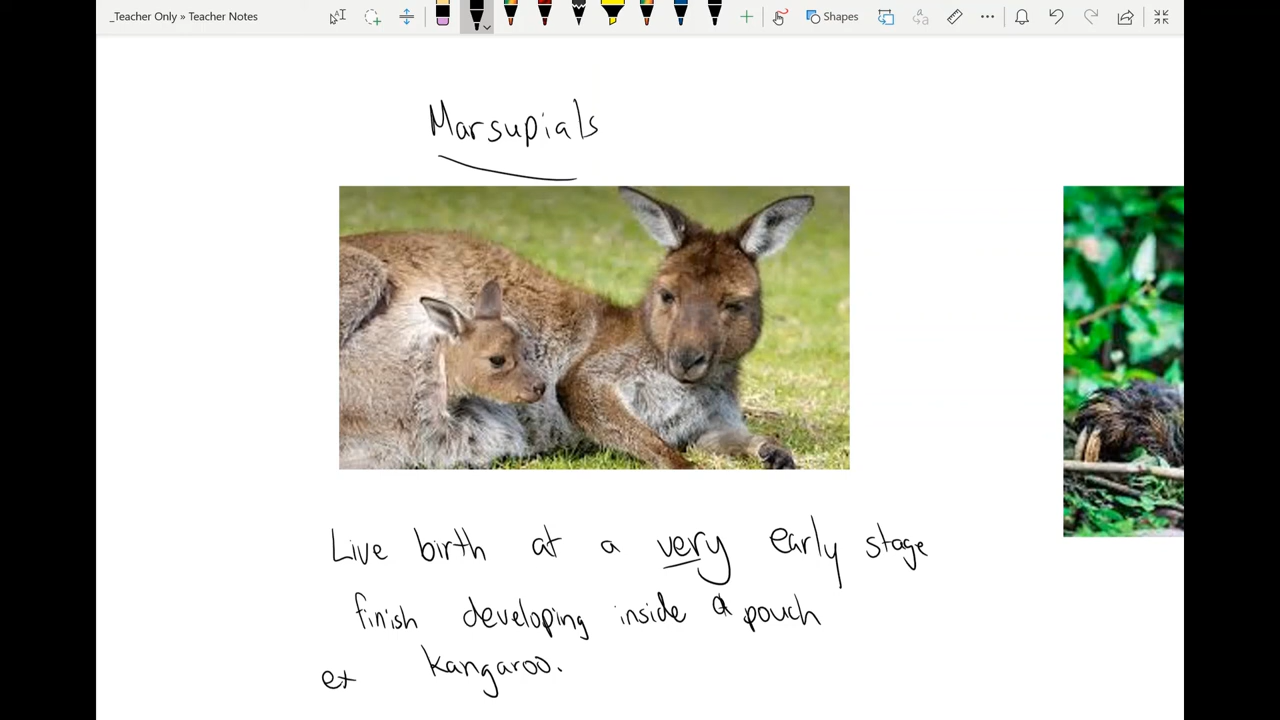 _Teacher Only » Teacher Notes
Shapes
Marsupials
Live birth at a very early stage
finish developing inside a pouch
ex kangaroo.